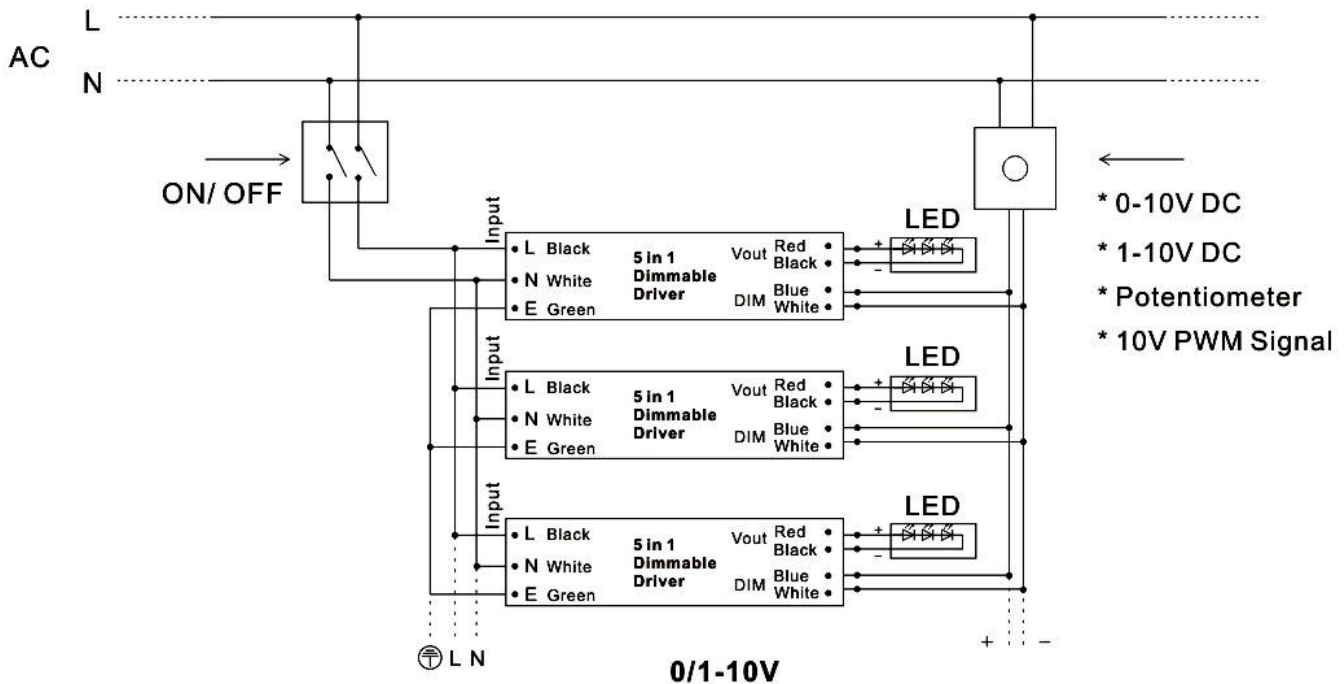 L
AC
N
ON/ OFF
* 0-10V DC
* 1-10V DC
* Potentiometer
* 10V PWM Signal
Input
L Black
N White
E Green
5 in 1
Dimmable
Driver
Vout Red
Black
DIM Blue
White
LED
+
–
Input
L Black
N White
E Green
5 in 1
Dimmable
Driver
Vout Red
Black
DIM Blue
White
LED
+
–
Input
L Black
N White
E Green
5 in 1
Dimmable
Driver
Vout Red
Black
DIM Blue
White
LED
+
–
L N
+ –
0/1-10V